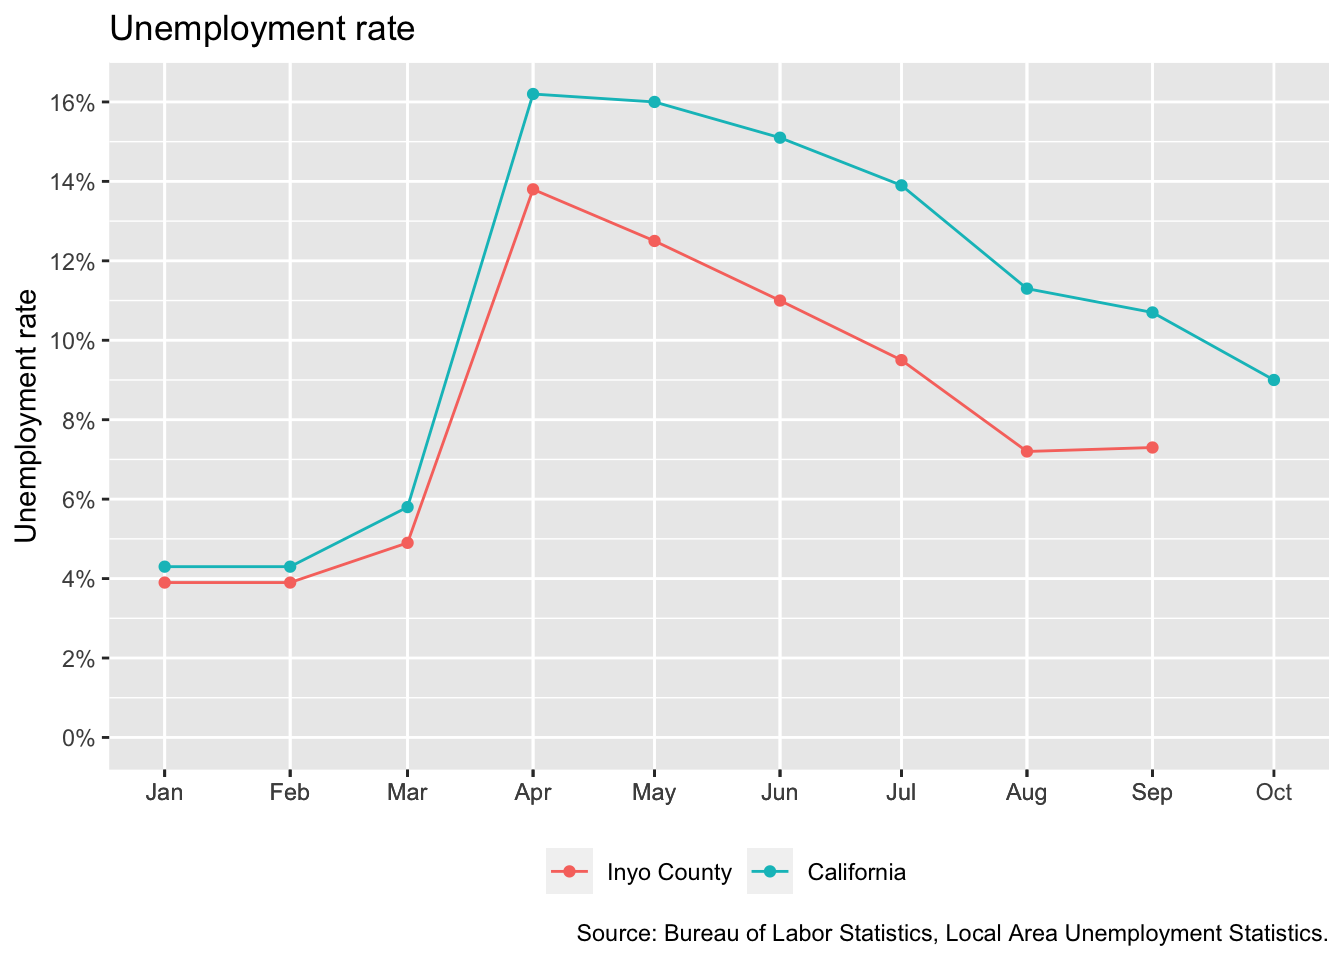 Unemployment rate
Unemployment rate
16%
14%
12%
10%
8%
6%
4%
2%
0%
Jan Feb Mar Apr May Jun Jul Aug Sep Oct
Inyo County California
Source: Bureau of Labor Statistics, Local Area Unemployment Statistics.